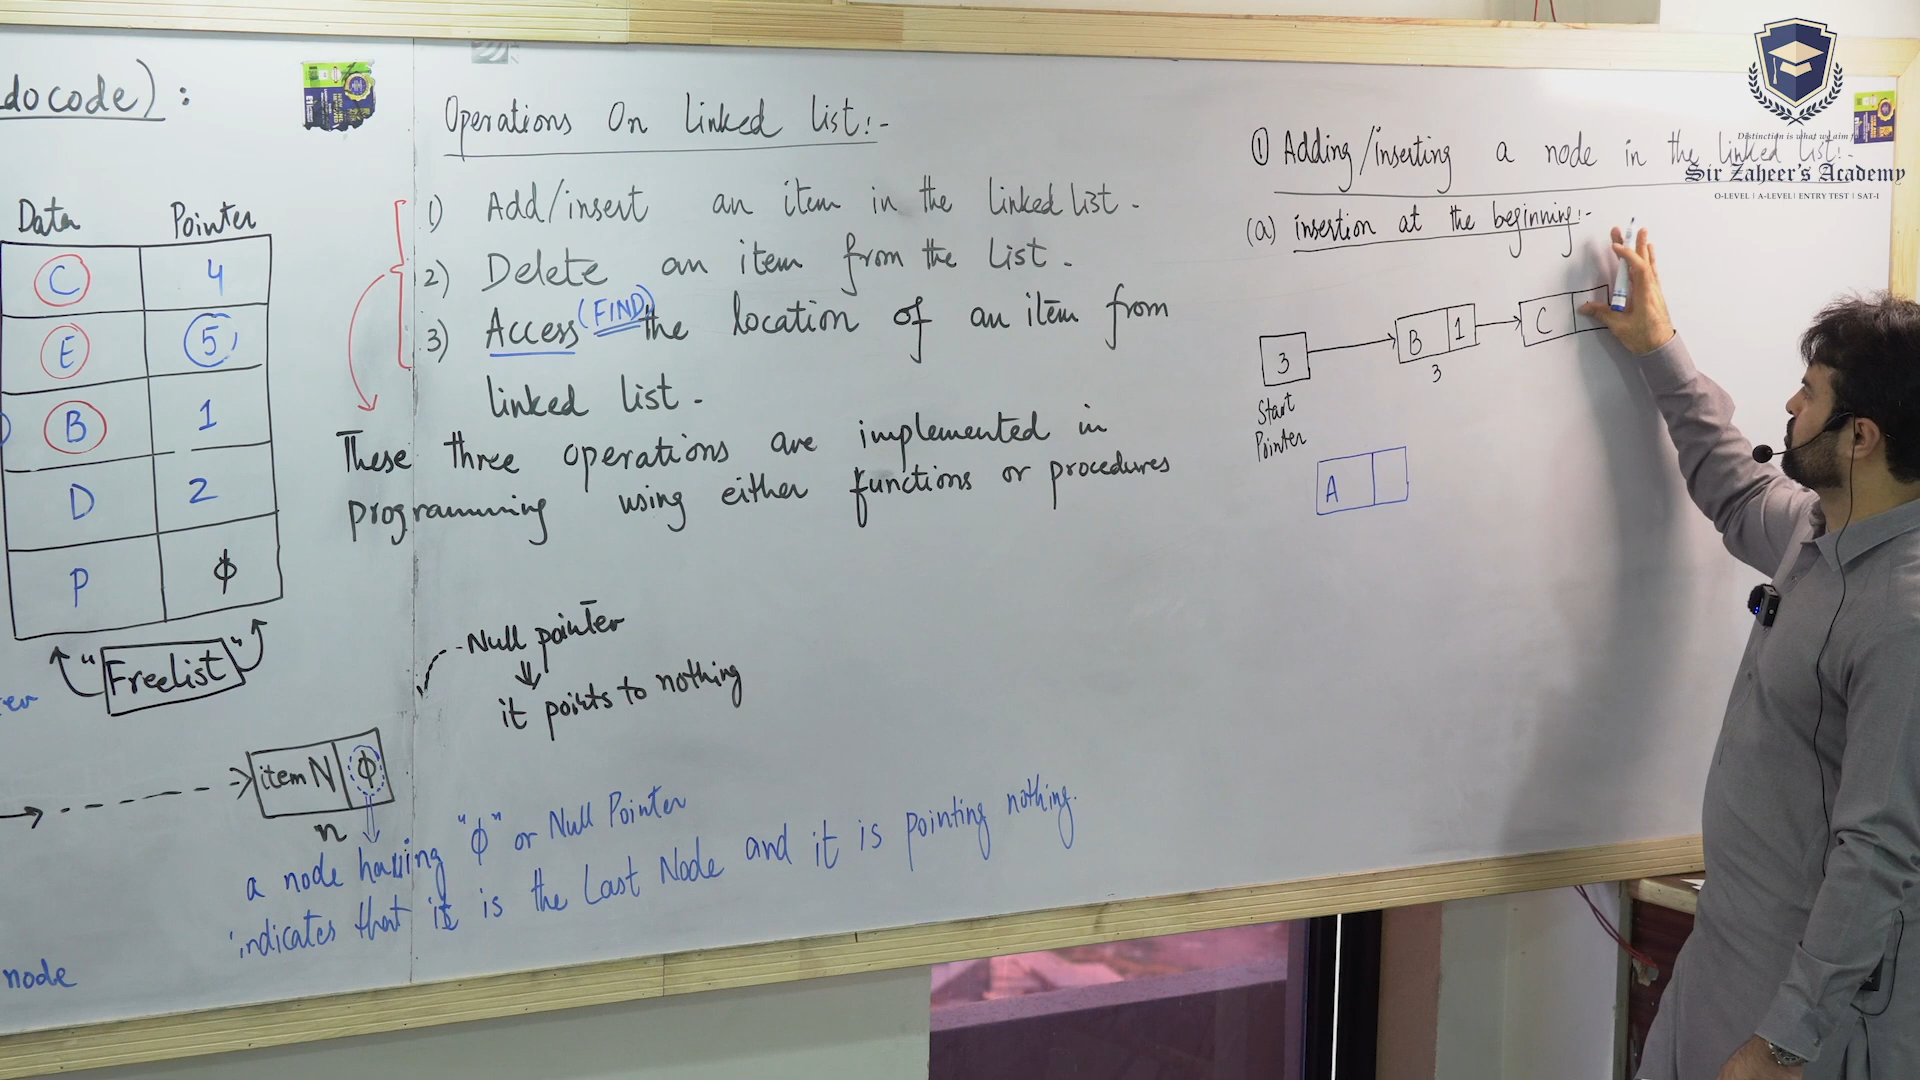 docode) :
Data Pointer
C 4
E 5
B 1
D 2
P ϕ
"Freelist"
item N ϕ
n
node
Operations On Linked List:-
1) Add/insert an item in the linked list.
2) Delete an item from the List.
3) Access (FIND) the location of an item from
linked list.
These three operations are implemented in
programming using either functions or procedures
Null pointer
it points to nothing
a node having "ϕ" or Null Pointer
indicates that it is the Last Node and it is pointing nothing.
① Adding/inserting a node in the linked list:-
(a) insertion at the beginning:-
3 B 1 C
3
Start
Pointer
A
Distinction is what we aim
Sir Zaheer's Academy
O-LEVEL | A-LEVEL | ENTRY TEST | SAT-I